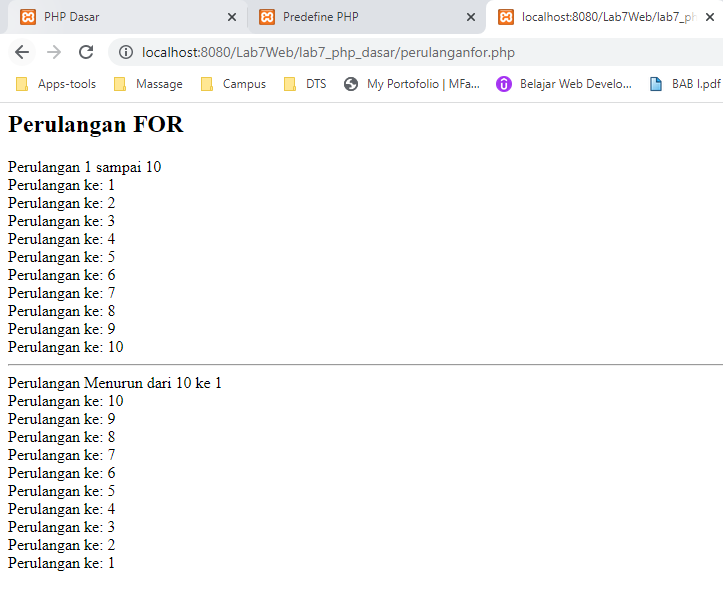 PHP Dasar
Predefine PHP
localhost:8080/Lab7Web/lab7_ph
localhost:8080/Lab7Web/lab7_php_dasar/perulanganfor.php
Apps-tools Massage Campus DTS My Portofolio | MFa... Belajar Web Develo... BAB I.pdf
Perulangan FOR
Perulangan 1 sampai 10
Perulangan ke: 1
Perulangan ke: 2
Perulangan ke: 3
Perulangan ke: 4
Perulangan ke: 5
Perulangan ke: 6
Perulangan ke: 7
Perulangan ke: 8
Perulangan ke: 9
Perulangan ke: 10
Perulangan Menurun dari 10 ke 1
Perulangan ke: 10
Perulangan ke: 9
Perulangan ke: 8
Perulangan ke: 7
Perulangan ke: 6
Perulangan ke: 5
Perulangan ke: 4
Perulangan ke: 3
Perulangan ke: 2
Perulangan ke: 1